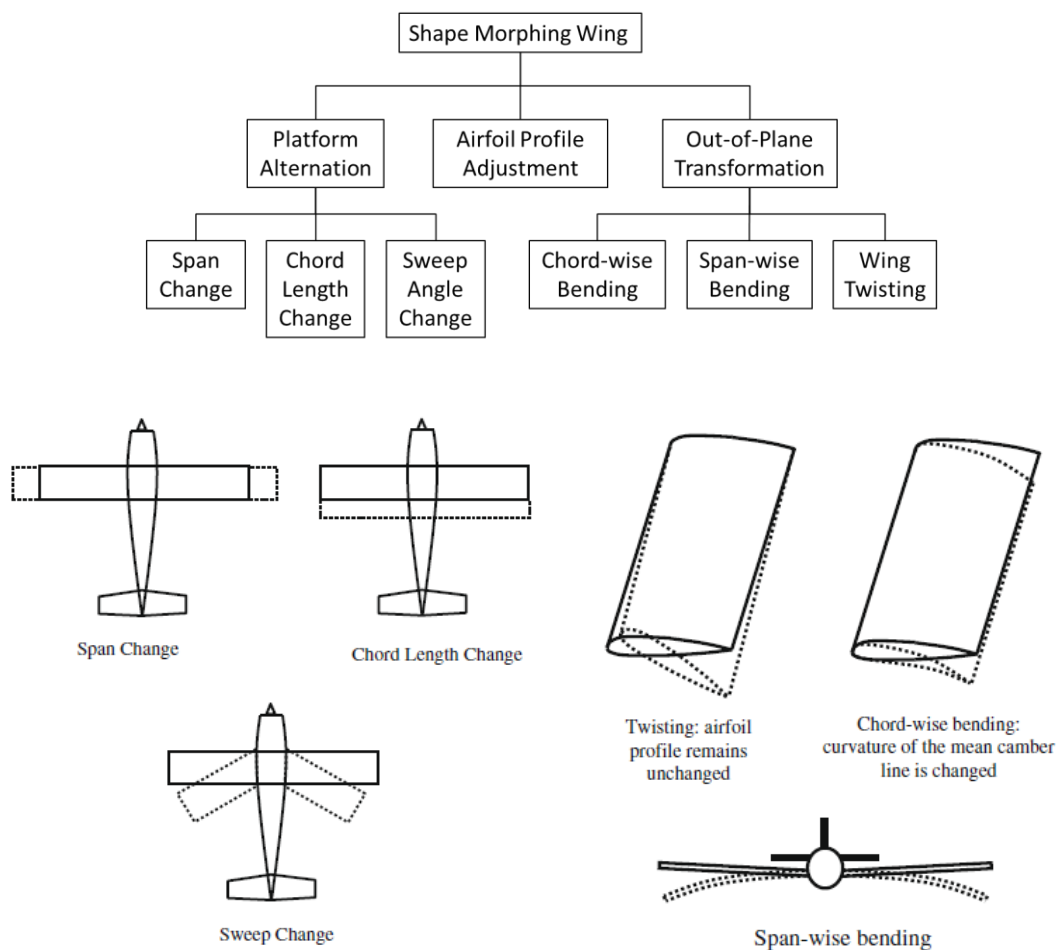 Shape Morphing Wing
Platform
Alternation
Airfoil Profile
Adjustment
Out-of-Plane
Transformation
Span
Change
Chord
Length
Change
Sweep
Angle
Change
Chord-wise
Bending
Span-wise
Bending
Wing
Twisting
Span Change
Chord Length Change
Twisting: airfoil
profile remains
unchanged
Chord-wise bending:
curvature of the mean camber
line is changed
Sweep Change
Span-wise bending